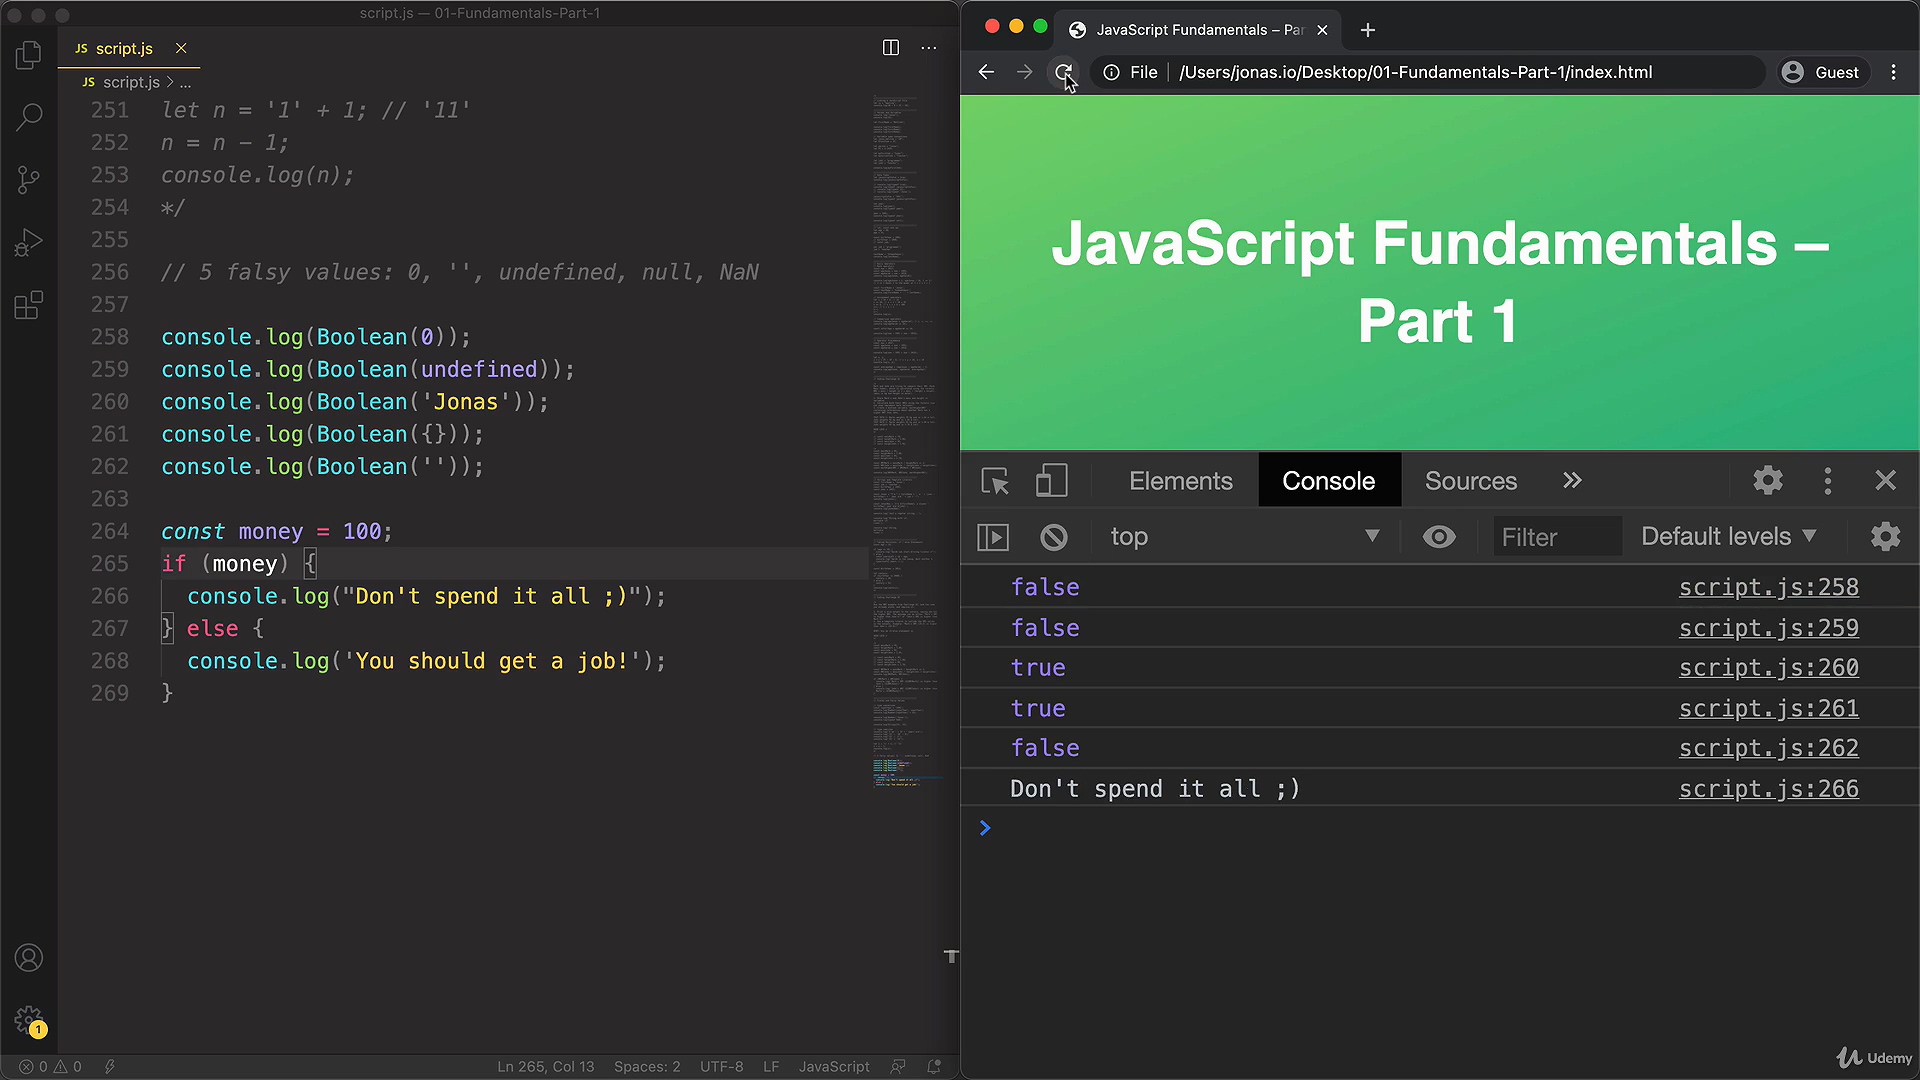 script.js — 01-Fundamentals-Part-1
JS script.js
JS script.js > ...
251 let n = '1' + 1; // '11'
252 n = n - 1;
253 console.log(n);
254 */
255
256 // 5 falsy values: 0, '', undefined, null, NaN
257
258 console.log(Boolean(0));
259 console.log(Boolean(undefined));
260 console.log(Boolean('Jonas'));
261 console.log(Boolean({}));
262 console.log(Boolean(''));
263
264 const money = 100;
265 if (money) {
266 console.log("Don't spend it all ;)");
267 } else {
268 console.log('You should get a job!');
269 }
1
0 0
Ln 265, Col 13 Spaces: 2 UTF-8 LF JavaScript
JavaScript Fundamentals – Par
File /Users/jonas.io/Desktop/01-Fundamentals-Part-1/index.html Guest
JavaScript Fundamentals –
Part 1
Elements Console Sources »
top Filter Default levels
false script.js:258
false script.js:259
true script.js:260
true script.js:261
false script.js:262
Don't spend it all ;) script.js:266
Udemy